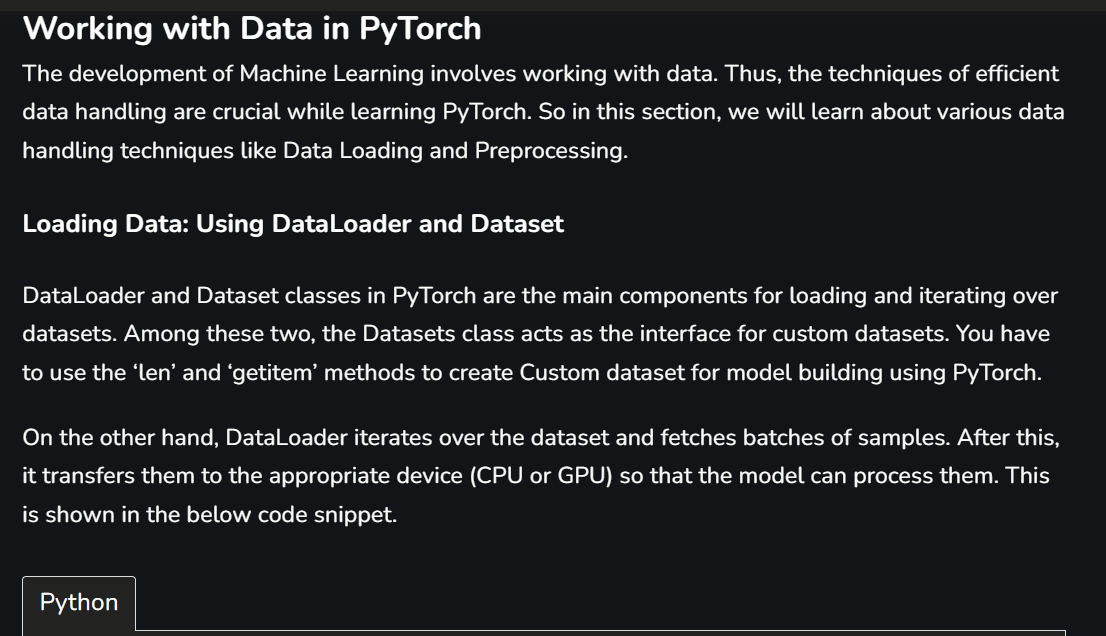 Working with Data in PyTorch
The development of Machine Learning involves working with data. Thus, the techniques of efficient
data handling are crucial while learning PyTorch. So in this section, we will learn about various data
handling techniques like Data Loading and Preprocessing.
Loading Data: Using DataLoader and Dataset
DataLoader and Dataset classes in PyTorch are the main components for loading and iterating over
datasets. Among these two, the Datasets class acts as the interface for custom datasets. You have
to use the ‘len’ and ‘getitem’ methods to create Custom dataset for model building using PyTorch.
On the other hand, DataLoader iterates over the dataset and fetches batches of samples. After this,
it transfers them to the appropriate device (CPU or GPU) so that the model can process them. This
is shown in the below code snippet.
Python